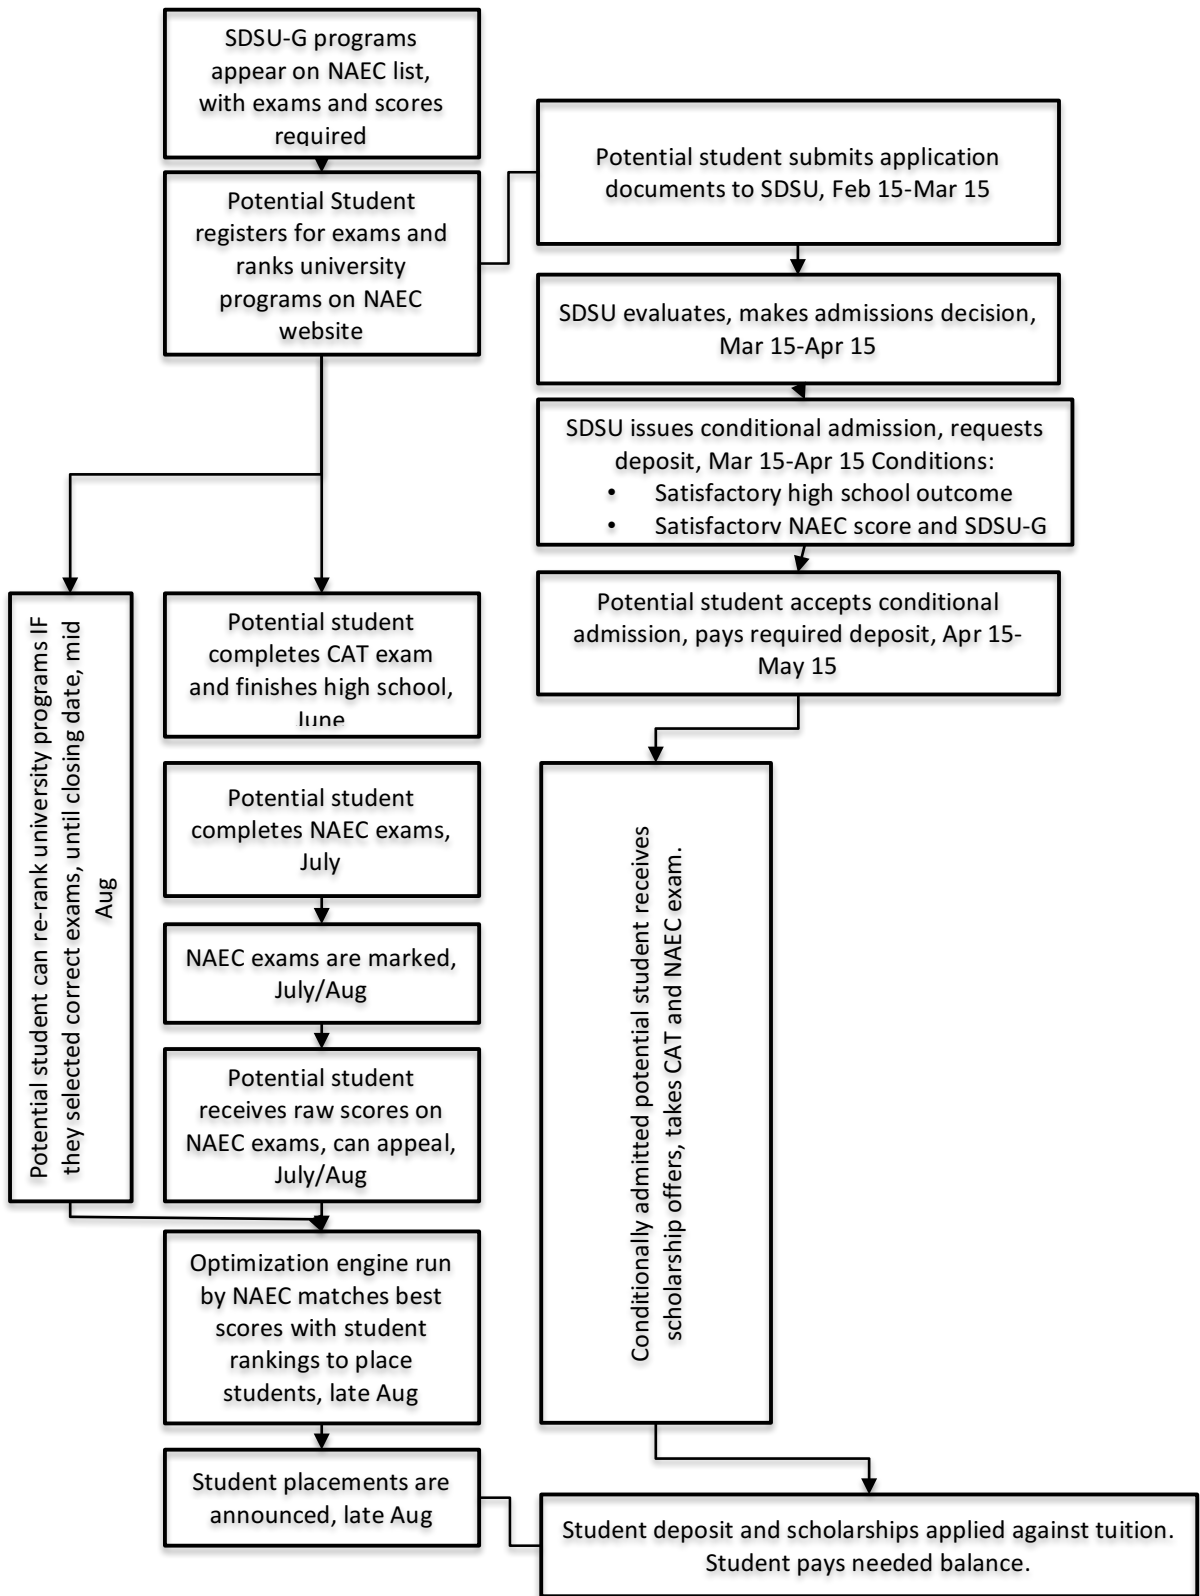 SDSU-G programs
appear on NAEC list,
with exams and scores
required
Potential Student
registers for exams and
ranks university
programs on NAEC
website
Potential student submits application
documents to SDSU, Feb 15-Mar 15
SDSU evaluates, makes admissions decision,
Mar 15-Apr 15
SDSU issues conditional admission, requests
deposit, Mar 15-Apr 15 Conditions:
• Satisfactory high school outcome
• Satisfactory NAEC score and SDSU-G
Potential student accepts conditional
admission, pays required deposit, Apr 15-
May 15
Potential student can re-rank university programs IF
they selected correct exams, until closing date, mid
Aug
Potential student
completes CAT exam
and finishes high school,
June
Potential student
completes NAEC exams,
July
NAEC exams are marked,
July/Aug
Potential student
receives raw scores on
NAEC exams, can appeal,
July/Aug
Optimization engine run
by NAEC matches best
scores with student
rankings to place
students, late Aug
Student placements are
announced, late Aug
Conditionally admitted potential student receives
scholarship offers, takes CAT and NAEC exam.
Student deposit and scholarships applied against tuition.
Student pays needed balance.